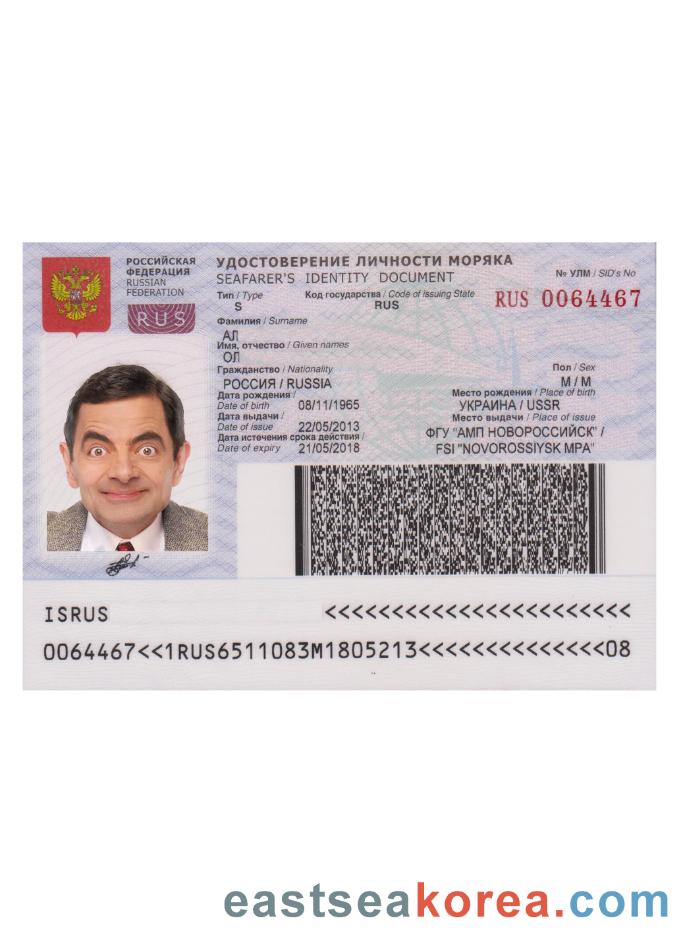 РОССИЙСКАЯ
ФЕДЕРАЦИЯ
RUSSIAN
FEDERATION
RUS
УДОСТОВЕРЕНИЕ ЛИЧНОСТИ МОРЯКА
SEAFARER'S IDENTITY DOCUMENT
№ УЛМ / SID's No
Тип / Type
Код государства / Code of issuing State
S
RUS
RUS 0064467
Фамилия / Surname
АЛ
Имя, отчество / Given names
ОЛ
Гражданство / Nationality
Пол / Sex
РОССИЯ / RUSSIA
М / M
Дата рождения /
Date of birth 08/11/1965
Место рождения / Place of birth
УКРАИНА / USSR
Дата выдачи /
Date of issue 22/05/2013
Место выдачи / Place of issue
ФГУ "АМП НОВОРОССИЙСК" /
FSI "NOVOROSSIYSK MPA"
Дата источения срока действия /
Date of expiry 21/05/2018
ISRUS <<<<<<<<<<<<<<<<<<<<<<<
0064467<<1RUS6511083M1805213<<<<<<<<<<<<<<08
eastseakorea.com